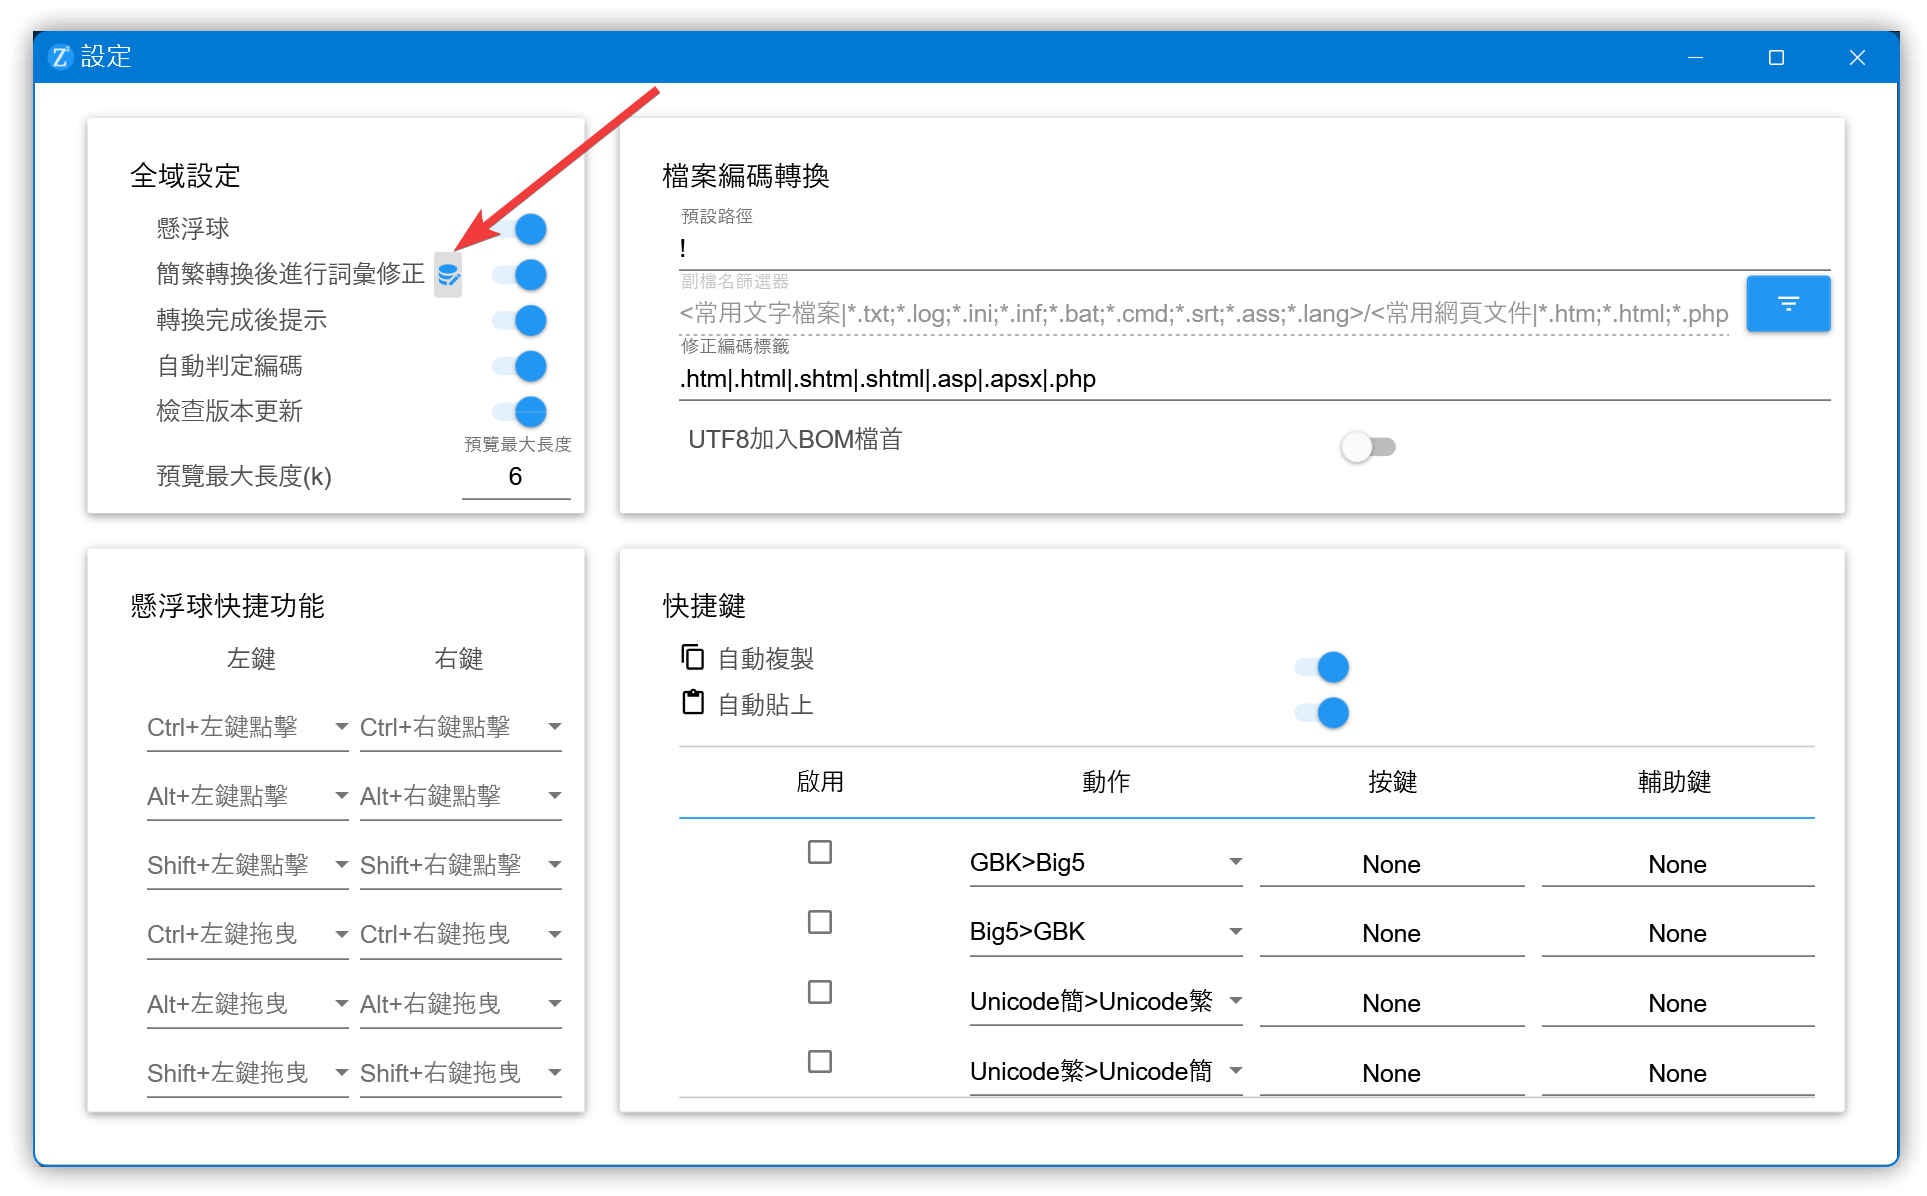 設定
全域設定
懸浮球
簡繁轉換後進行詞彙修正
轉換完成後提示
自動判定編碼
檢查版本更新
預覽最大長度
預覽最大長度(k) 6
檔案編碼轉換
預設路徑
!
副檔名篩選器
<常用文字檔案|*.txt;*.log;*.ini;*.inf;*.bat;*.cmd;*.srt;*.ass;*.lang>/<常用網頁文件|*.htm;*.html;*.php
修正編碼標籤
.htm|.html|.shtm|.shtml|.asp|.apsx|.php
UTF8加入BOM檔首
懸浮球快捷功能
左鍵 右鍵
Ctrl+左鍵點擊 Ctrl+右鍵點擊
Alt+左鍵點擊 Alt+右鍵點擊
Shift+左鍵點擊 Shift+右鍵點擊
Ctrl+左鍵拖曳 Ctrl+右鍵拖曳
Alt+左鍵拖曳 Alt+右鍵拖曳
Shift+左鍵拖曳 Shift+右鍵拖曳
快捷鍵
自動複製
自動貼上
啟用 動作 按鍵 輔助鍵
GBK>Big5 None None
Big5>GBK None None
Unicode簡>Unicode繁 None None
Unicode繁>Unicode簡 None None